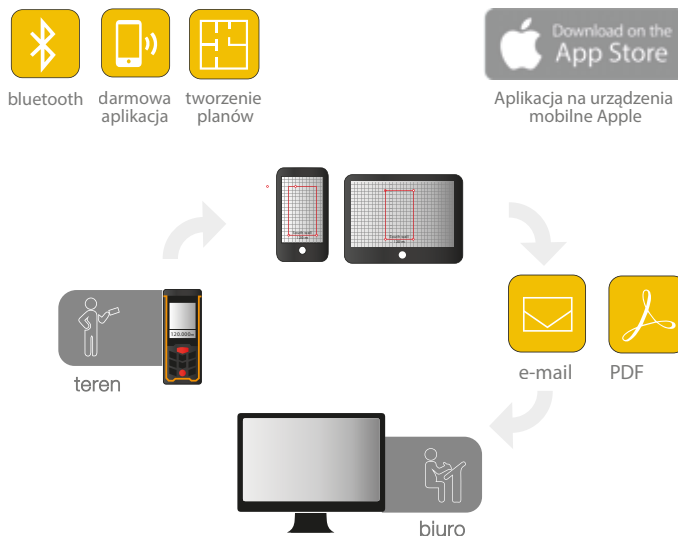 Download on the
App Store
bluetooth
darmowa
aplikacja
tworzenie
planów
Aplikacja na urządzenia
mobilne Apple
120.000m
teren
e-mail
PDF
biuro